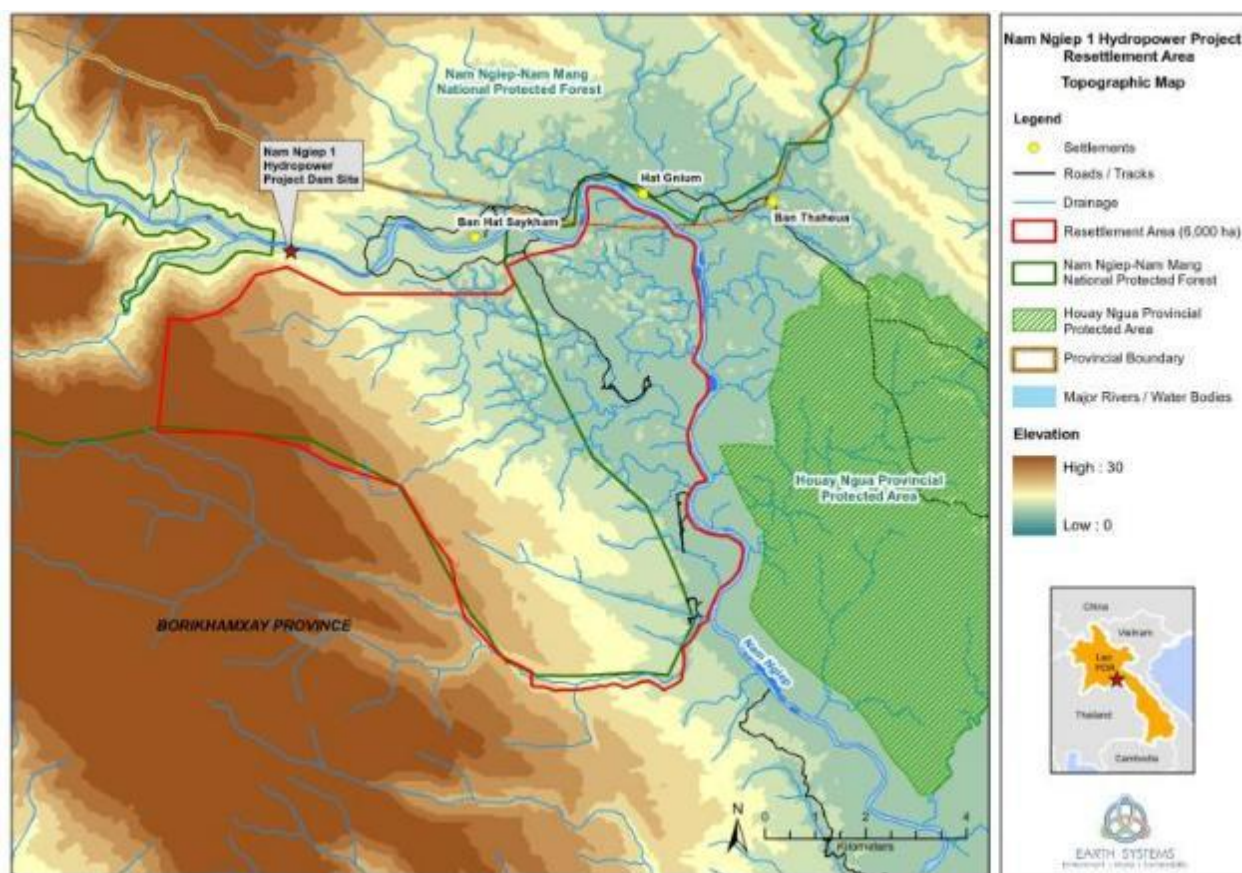 Nam Ngiep-Nam Mang
National Protected Forest
Nam Ngiep 1
Hydropower
Project Dam Site
Hat Gnium
Ban Hat Saykham
Ban Thaheua
Houay Ngua Provincial
Protected Area
BORIKHAMXAY PROVINCE
Nam Ngiep
N
0 1 2 4
Kilometers
Nam Ngiep 1 Hydropower Project
Resettlement Area
Topographic Map
Legend
Settlements
Roads / Tracks
Drainage
Resettlement Area (6,000 ha)
Nam Ngiep-Nam Mang
National Protected Forest
Houay Ngua Provincial
Protected Area
Provincial Boundary
Major Rivers / Water Bodies
Elevation
High : 30
Low : 0
China
Vietnam
Lao
PDR
Thailand
Cambodia
EARTH SYSTEMS